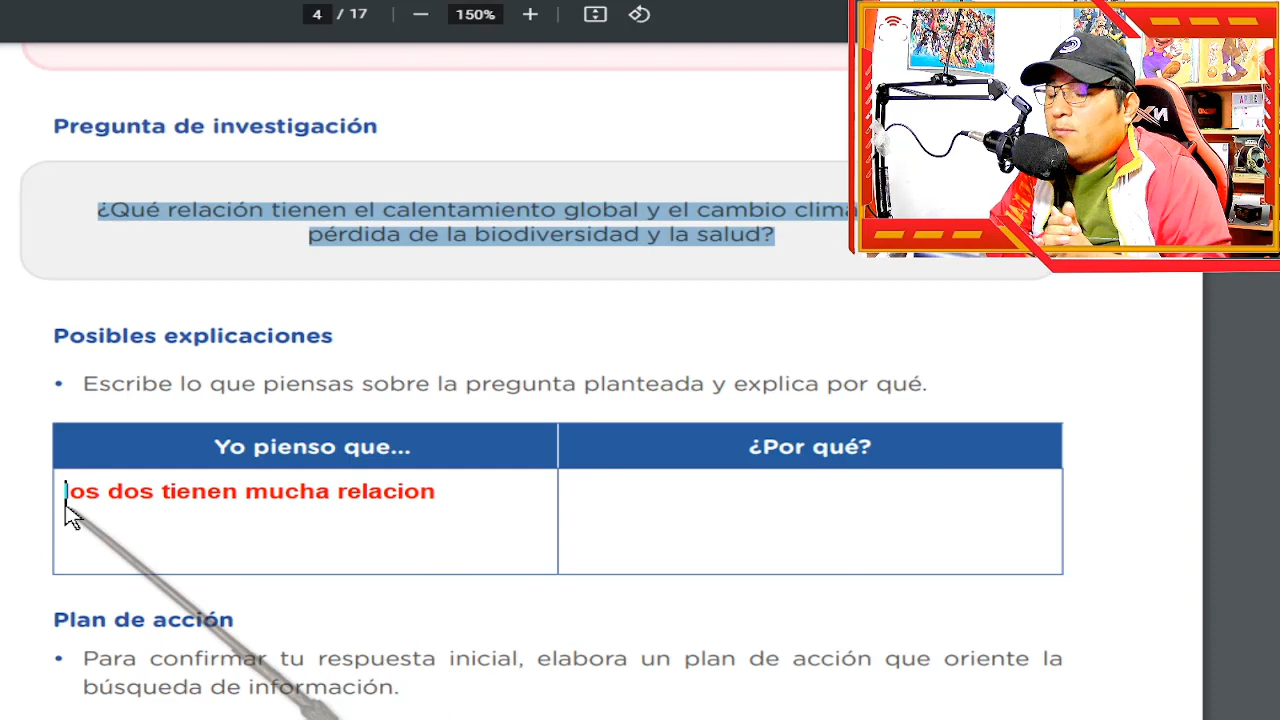 4 / 17 — 150% +
Pregunta de investigación
¿Qué relación tienen el calentamiento global y el cambio clima
pérdida de la biodiversidad y la salud?
Posibles explicaciones
• Escribe lo que piensas sobre la pregunta planteada y explica por qué.
Yo pienso que... ¿Por qué?
los dos tienen mucha relacion
Plan de acción
• Para confirmar tu respuesta inicial, elabora un plan de acción que oriente la
búsqueda de información.